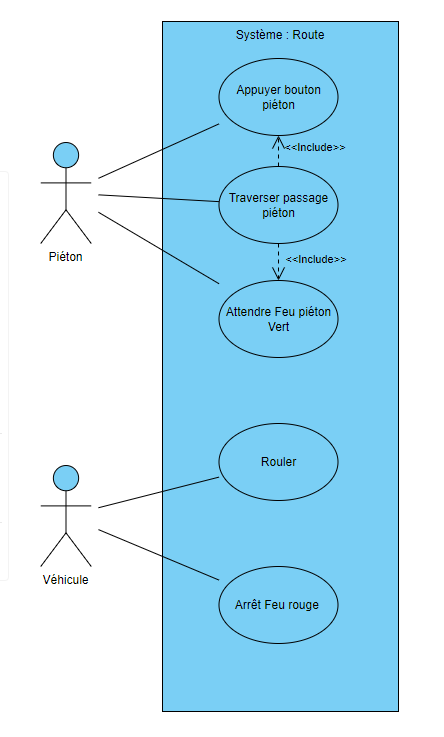 Système : Route
Appuyer bouton
piéton
<<Include>>
Traverser passage
piéton
Piéton
<<Include>>
Attendre Feu piéton
Vert
Rouler
Véhicule
Arrêt Feu rouge